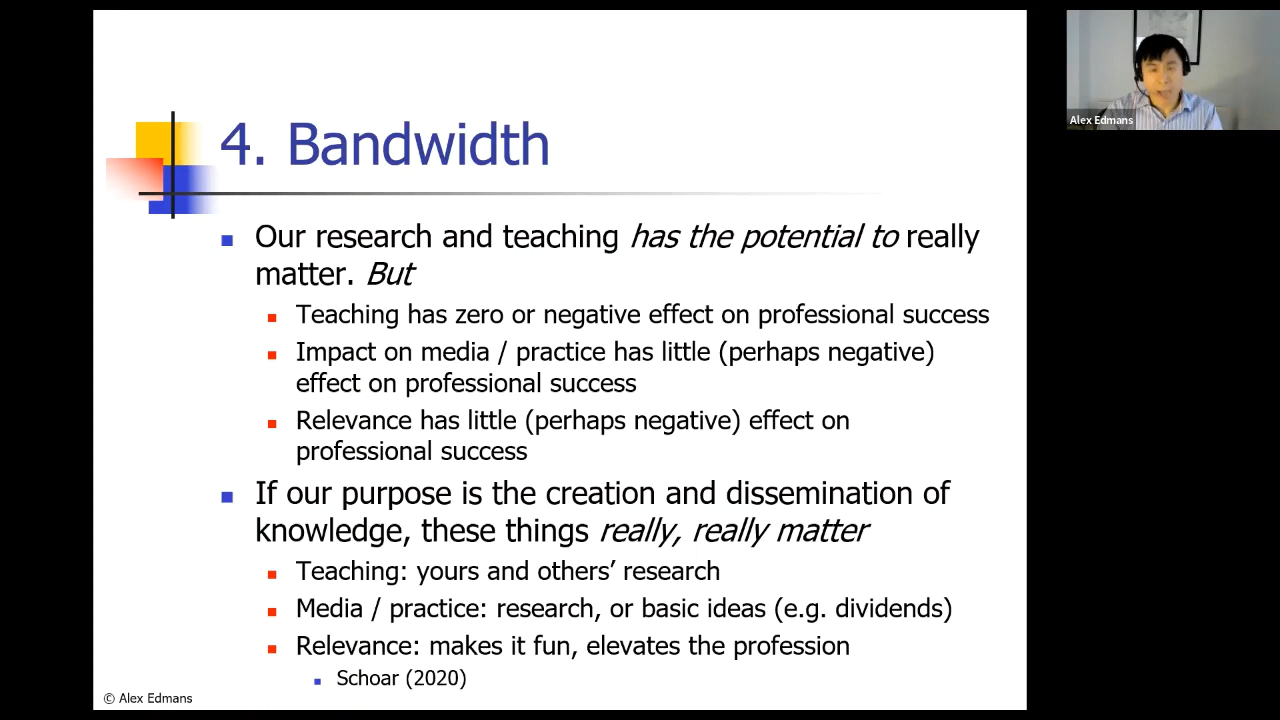 4. Bandwidth
Our research and teaching has the potential to really
matter. But
Teaching has zero or negative effect on professional success
Impact on media / practice has little (perhaps negative)
effect on professional success
Relevance has little (perhaps negative) effect on
professional success
If our purpose is the creation and dissemination of
knowledge, these things really, really matter
Teaching: yours and others’ research
Media / practice: research, or basic ideas (e.g. dividends)
Relevance: makes it fun, elevates the profession
Schoar (2020)
© Alex Edmans
Alex Edmans